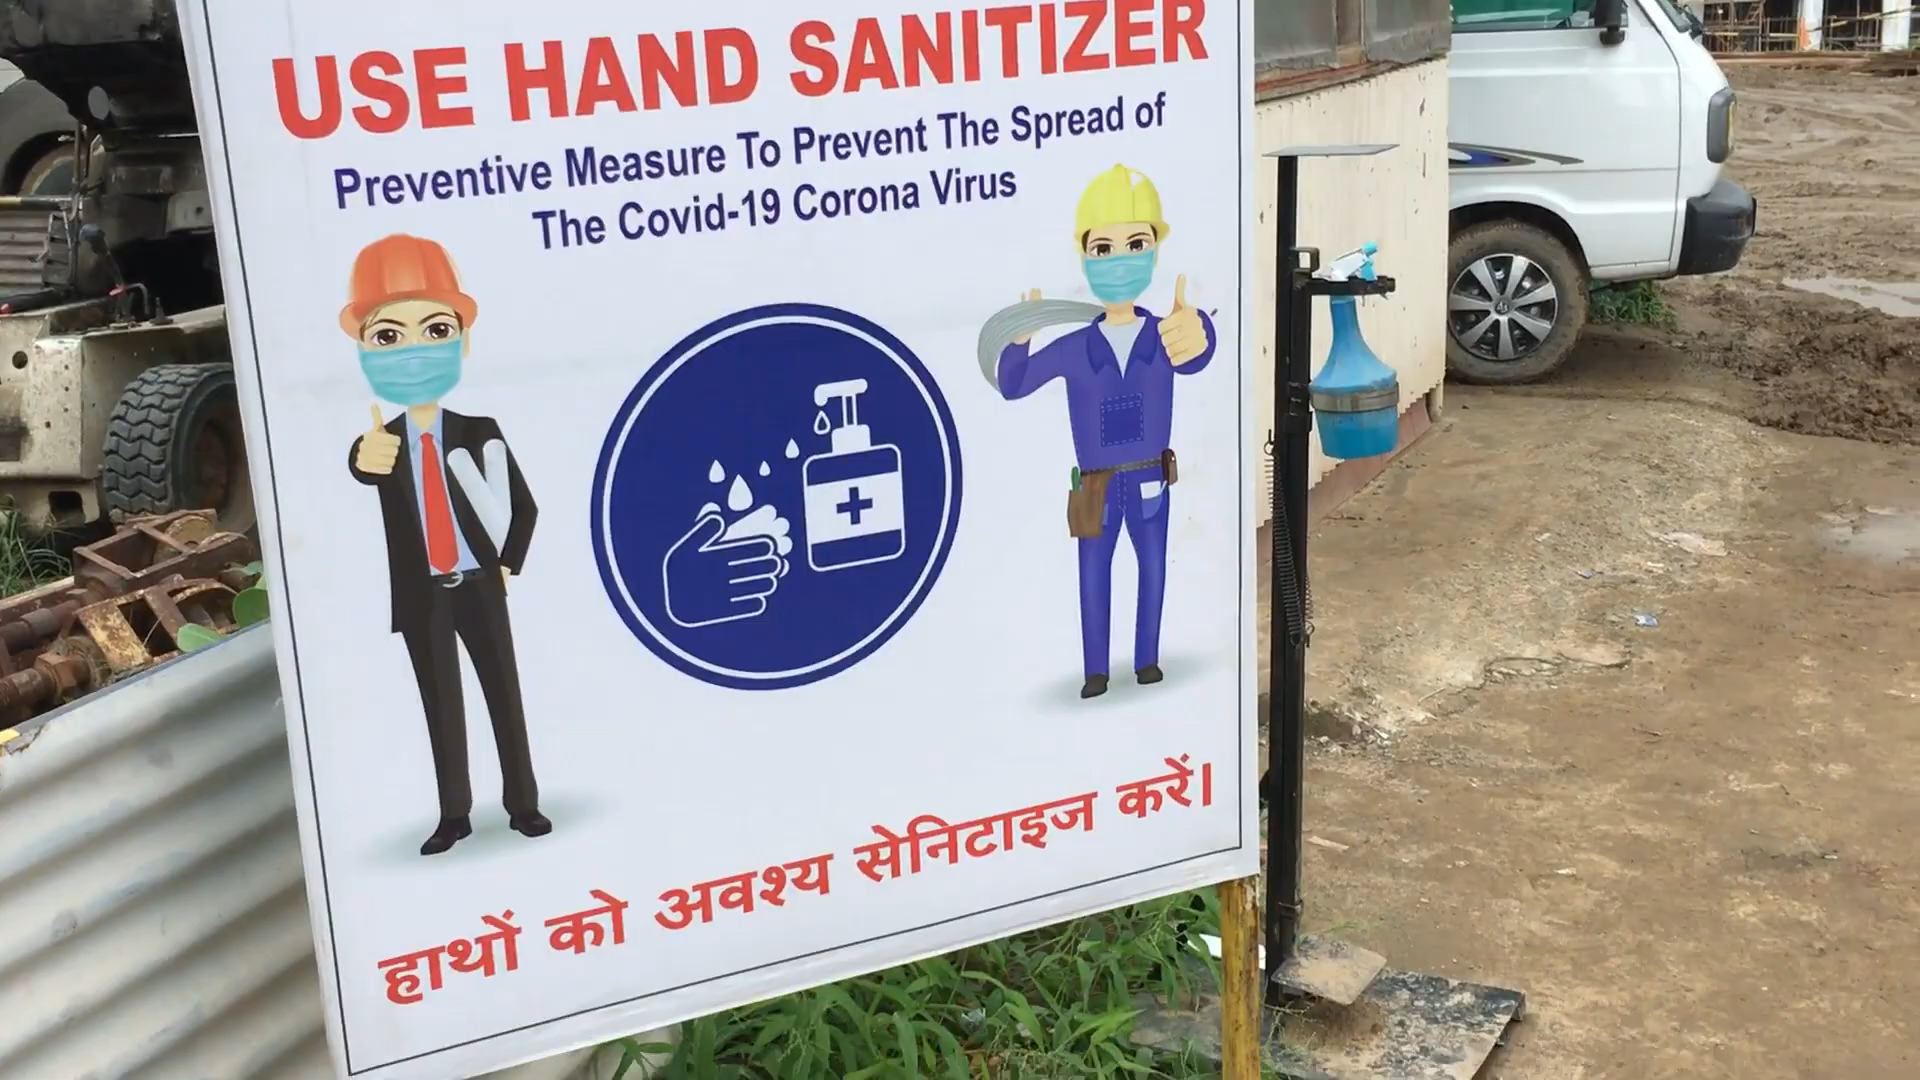 USE HAND SANITIZER
Preventive Measure To Prevent The Spread of
The Covid-19 Corona Virus
हाथों को अवश्य सेनिटाइज करें।